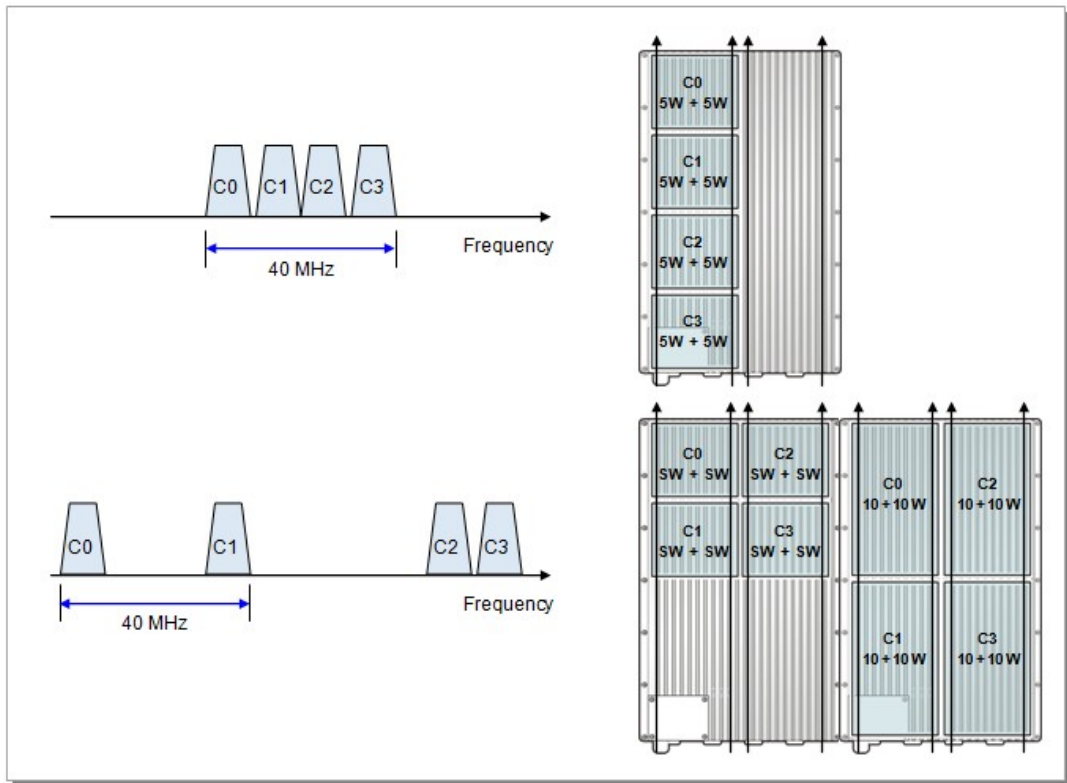 C0
5W + 5W
C1
5W + 5W
C2
5W + 5W
C3
5W + 5W
C0 C1 C2 C3
Frequency
40 MHz
C0
SW + SW
C2
SW + SW
C1
SW + SW
C3
SW + SW
C0
10 + 10 W
C2
10 + 10 W
C1
10 + 10 W
C3
10 + 10 W
C0 C1 C2 C3
Frequency
40 MHz